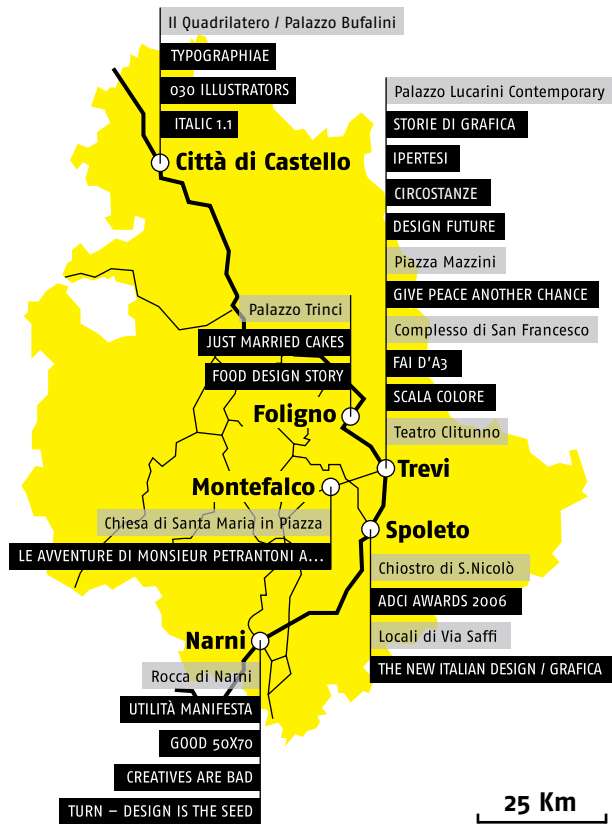 Il Quadrilatero / Palazzo Bufalini
TYPOGRAPHIAE
030 ILLUSTRATORS
ITALIC 1.1
Città di Castello
Palazzo Lucarini Contemporary
STORIE DI GRAFICA
IPERTESI
CIRCOSTANZE
DESIGN FUTURE
Piazza Mazzini
GIVE PEACE ANOTHER CHANCE
Complesso di San Francesco
FAI D'A3
SCALA COLORE
Teatro Clitunno
Trevi
Palazzo Trinci
JUST MARRIED CAKES
FOOD DESIGN STORY
Foligno
Montefalco
Chiesa di Santa Maria in Piazza
LE AVVENTURE DI MONSIEUR PETRANTONI A...
Spoleto
Chiostro di S.Nicolò
ADCI AWARDS 2006
Locali di Via Saffi
THE NEW ITALIAN DESIGN / GRAFICA
Narni
Rocca di Narni
UTILITÀ MANIFESTA
GOOD 50X70
CREATIVES ARE BAD
TURN – DESIGN IS THE SEED
25 Km